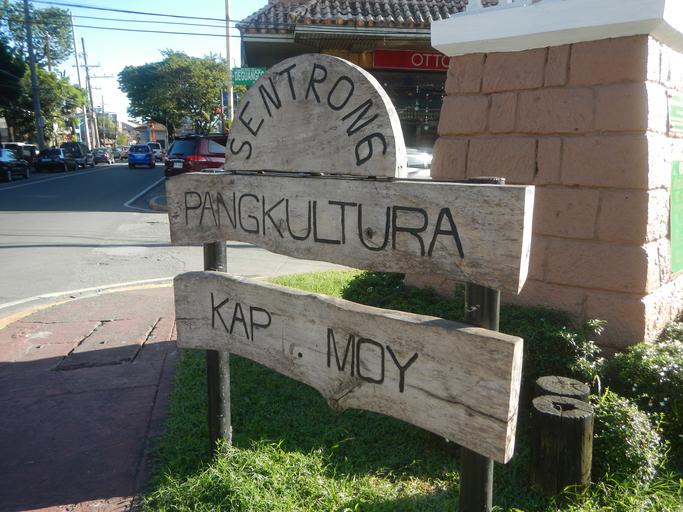 SENTRONG
PANGKULTURA
KAP. MOY
OTTO